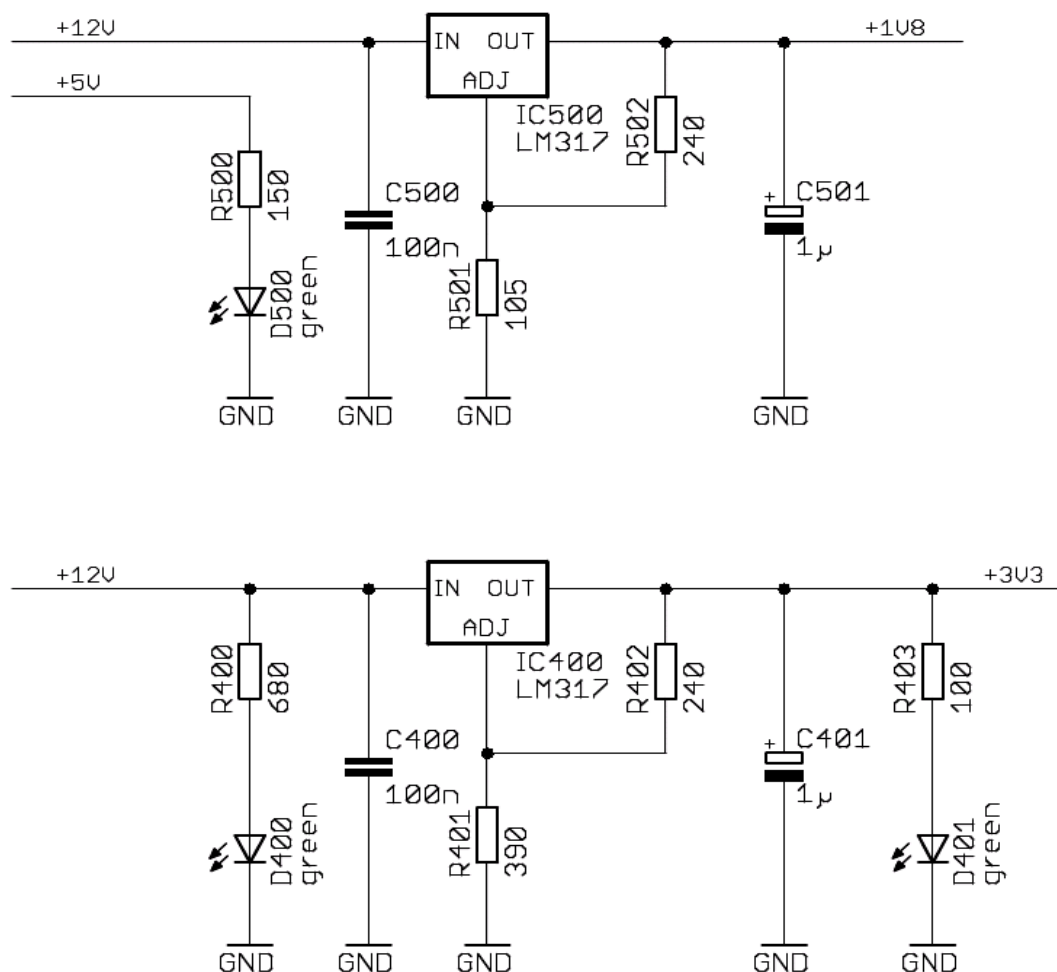 +12V
IN OUT
ADJ
+1V8
+5V
IC500
LM317
R502
240
R500
150
C500
100n
C501
1µ
D500
green
R501
105
GND
GND
GND
GND
+12V
IN OUT
ADJ
+3V3
IC400
LM317
R400
680
R402
240
R403
100
C400
100n
C401
1µ
D400
green
R401
390
D401
green
GND
GND
GND
GND
GND